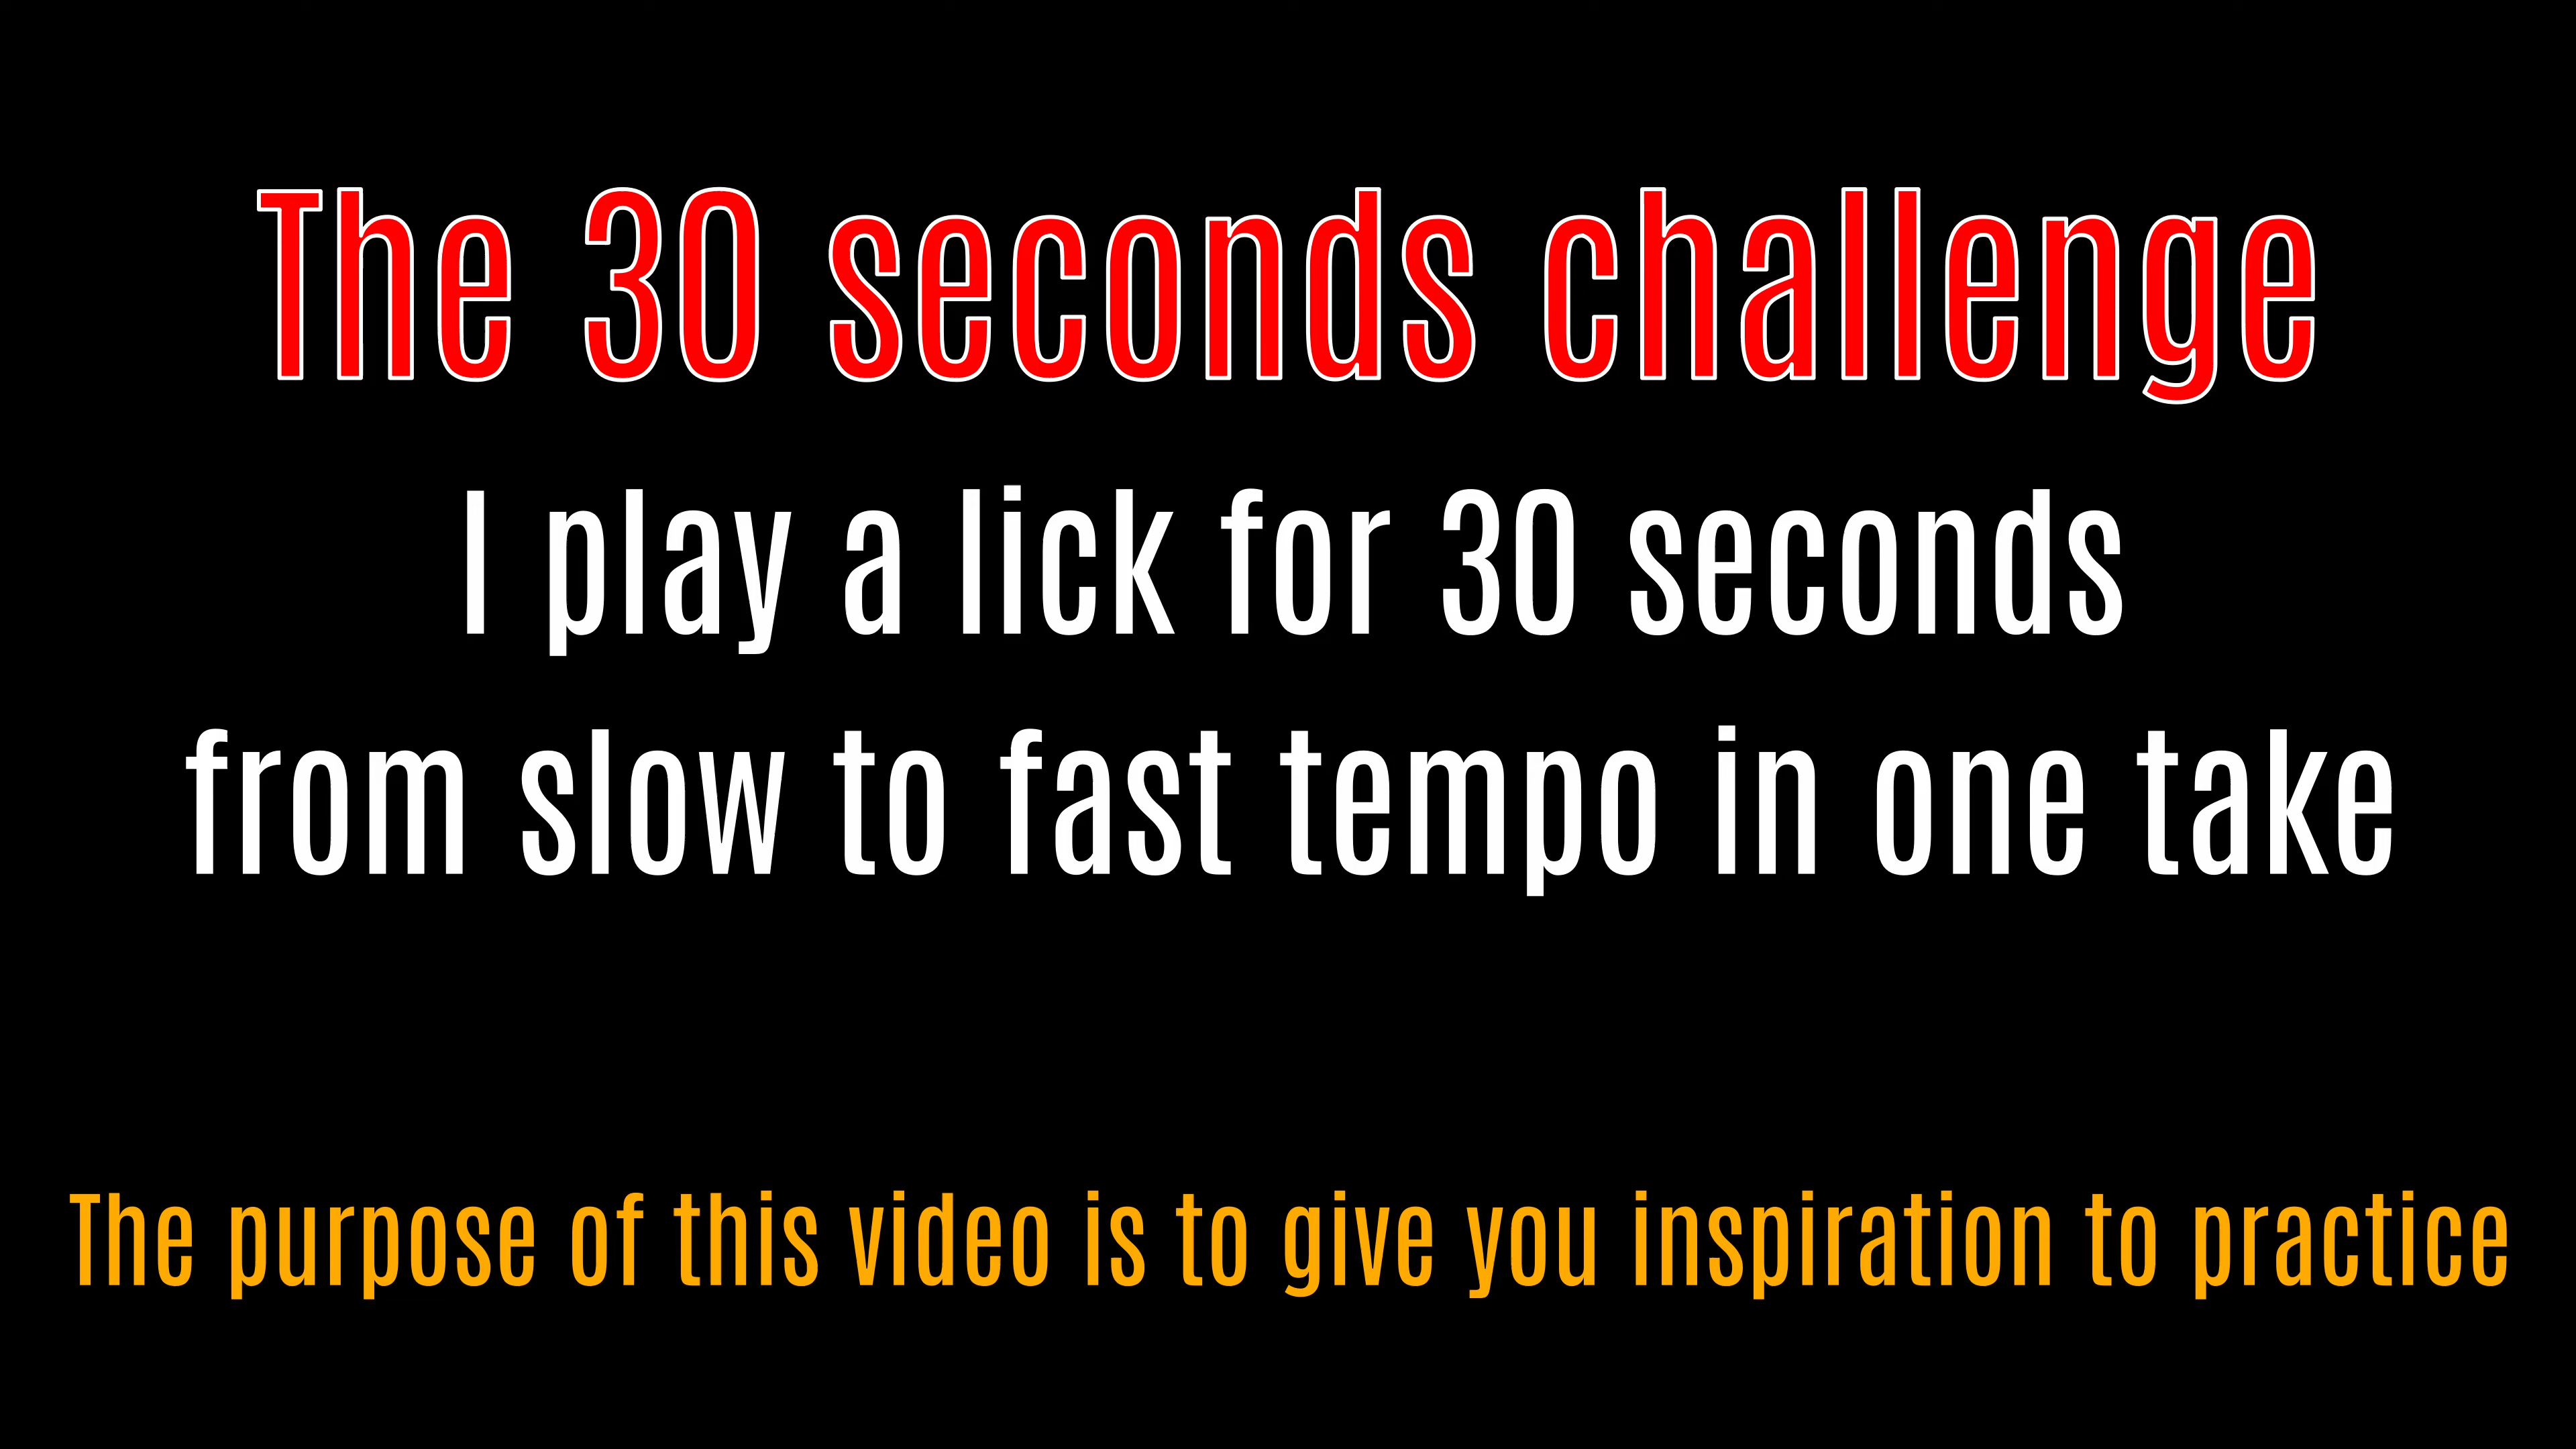 The 30 seconds challenge
I play a lick for 30 seconds
from slow to fast tempo in one take
The purpose of this video is to give you inspiration to practice